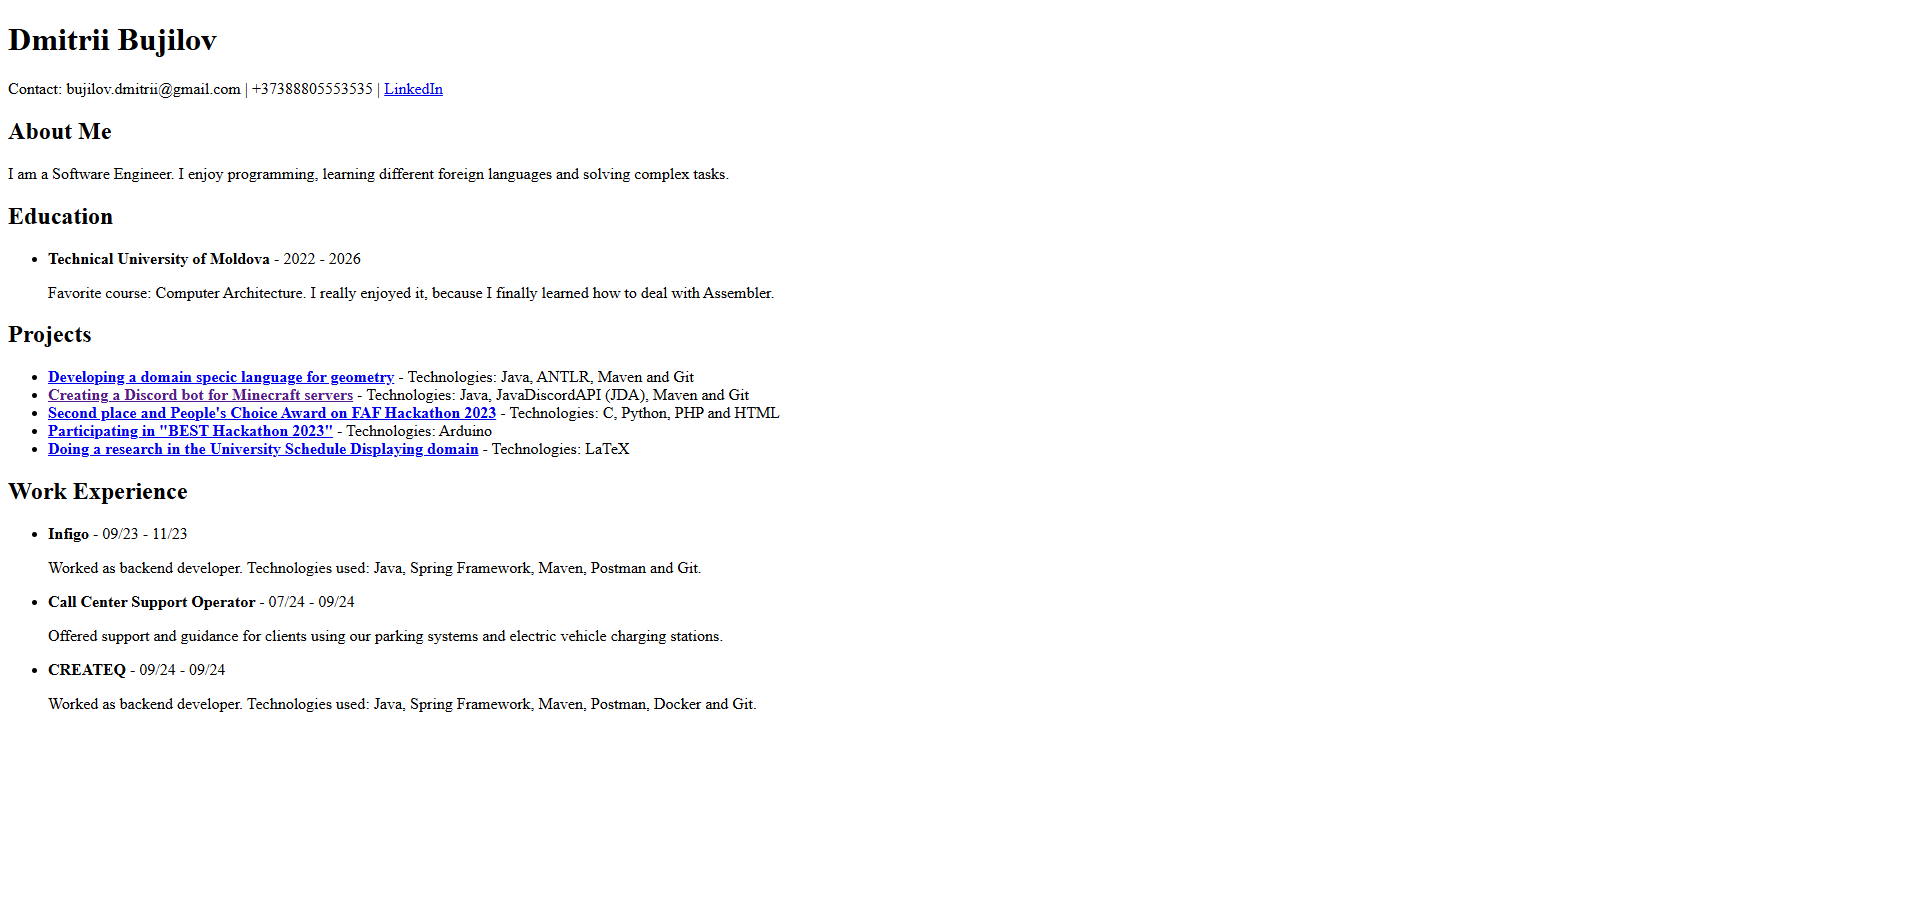 Dmitrii Bujilov
Contact: bujilov.dmitrii@gmail.com | +37388805553535 | LinkedIn
About Me
I am a Software Engineer. I enjoy programming, learning different foreign languages and solving complex tasks.
Education
• Technical University of Moldova - 2022 - 2026
Favorite course: Computer Architecture. I really enjoyed it, because I finally learned how to deal with Assembler.
Projects
• Developing a domain specic language for geometry - Technologies: Java, ANTLR, Maven and Git
• Creating a Discord bot for Minecraft servers - Technologies: Java, JavaDiscordAPI (JDA), Maven and Git
• Second place and People's Choice Award on FAF Hackathon 2023 - Technologies: C, Python, PHP and HTML
• Participating in "BEST Hackathon 2023" - Technologies: Arduino
• Doing a research in the University Schedule Displaying domain - Technologies: LaTeX
Work Experience
• Infigo - 09/23 - 11/23
Worked as backend developer. Technologies used: Java, Spring Framework, Maven, Postman and Git.
• Call Center Support Operator - 07/24 - 09/24
Offered support and guidance for clients using our parking systems and electric vehicle charging stations.
• CREATEQ - 09/24 - 09/24
Worked as backend developer. Technologies used: Java, Spring Framework, Maven, Postman, Docker and Git.